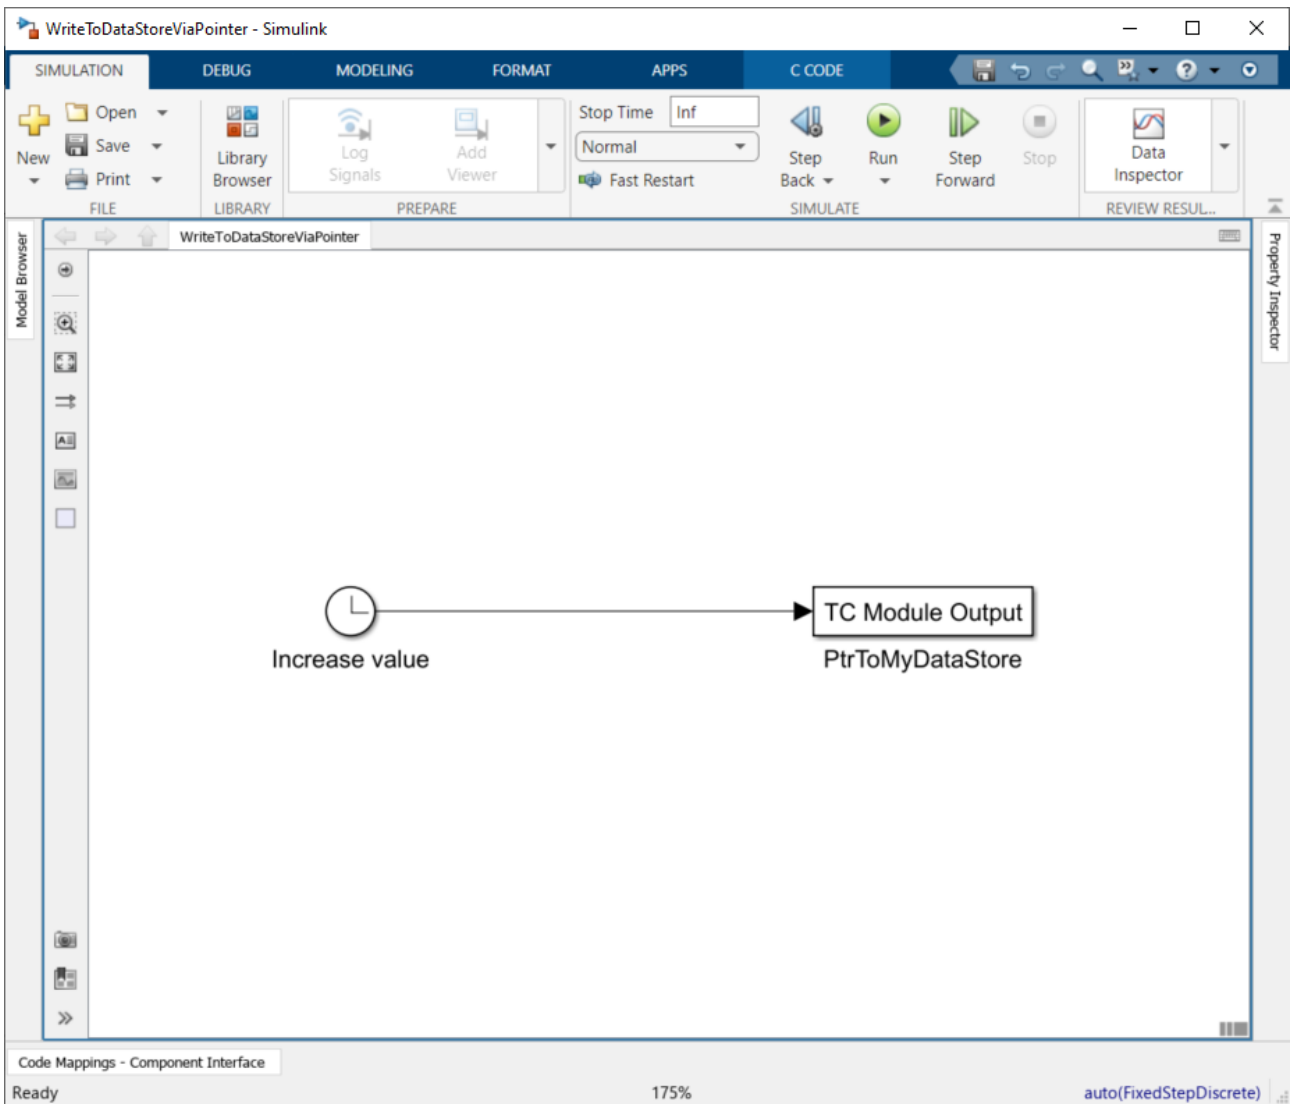 WriteToDataStoreViaPointer - Simulink
SIMULATION DEBUG MODELING FORMAT APPS C CODE
New
Open
Save
Print
FILE
Library
Browser
LIBRARY
Log
Signals
Add
Viewer
PREPARE
Stop Time Inf
Normal
Fast Restart
Step
Back
Run
Step
Forward
Stop
SIMULATE
Data
Inspector
REVIEW RESUL...
Model Browser
WriteToDataStoreViaPointer
Property Inspector
TC Module Output
Increase value
PtrToMyDataStore
Code Mappings - Component Interface
Ready 175% auto(FixedStepDiscrete)